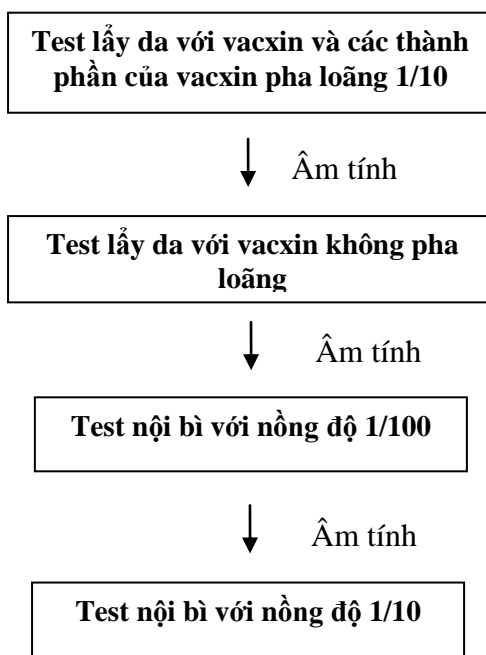 Test lẩy da với vacxin và các thành
phần của vacxin pha loãng 1/10
Âm tính
Test lẩy da với vacxin không pha
loãng
Âm tính
Test nội bì với nồng độ 1/100
Âm tính
Test nội bì với nồng độ 1/10